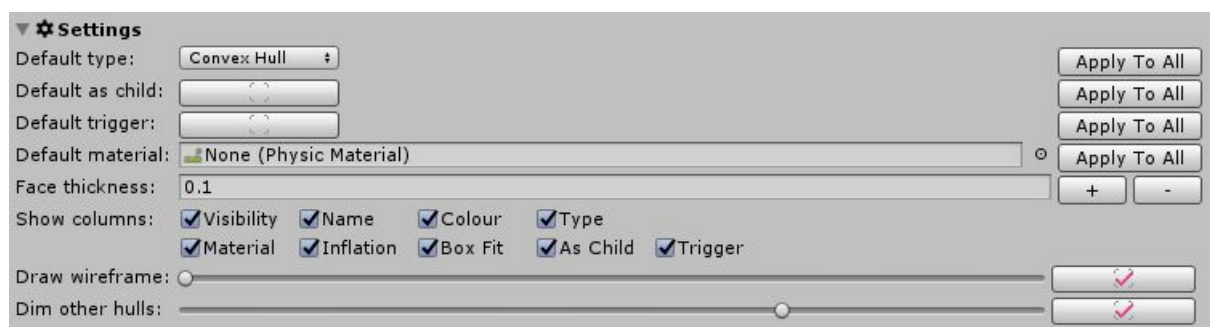 Settings
Default type: Convex Hull Apply To All
Default as child: Apply To All
Default trigger: Apply To All
Default material: None (Physic Material) Apply To All
Face thickness: 0.1 + -
Show columns: Visibility Name Colour Type
Material Inflation Box Fit As Child Trigger
Draw wireframe:
Dim other hulls: